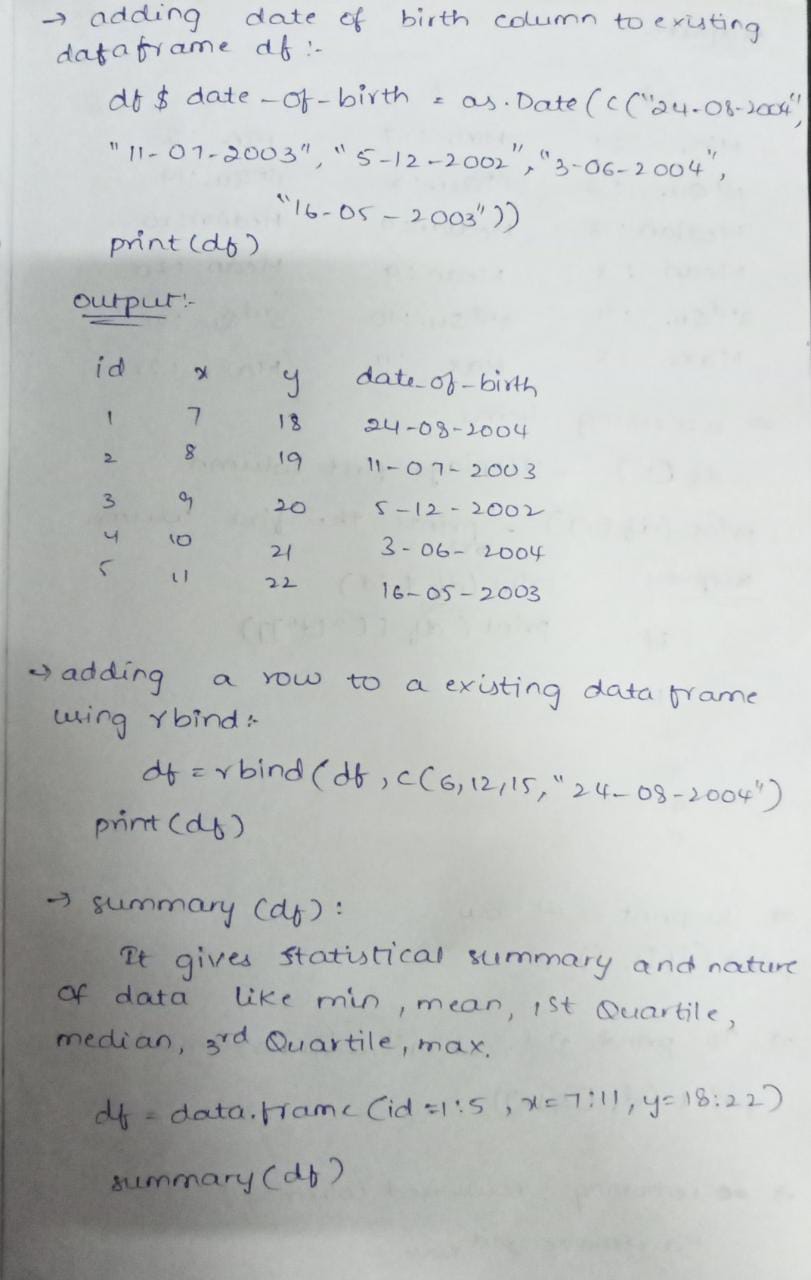 → adding date of birth column to existing
dataframe df :-
df $ date-of-birth = as.Date(c("24-08-2004",
"11-07-2003", "5-12-2002", "3-06-2004",
"16-05-2003"))
print(df)
output:-
id x y date_of_birth
1 7 18 24-08-2004
2 8 19 11-07-2003
3 9 20 5-12-2002
4 10 21 3-06-2004
5 11 22 16-05-2003
→ adding a row to a existing data frame
using rbind :-
df = rbind(df, c(6,12,15,"24-08-2004")
print(df)
→ summary (df) :
It gives statistical summary and nature
of data like min, mean, 1st Quartile,
median, 3rd Quartile, max.
df = data.frame (id=1:5, x=7:11, y=18:22)
summary(df)